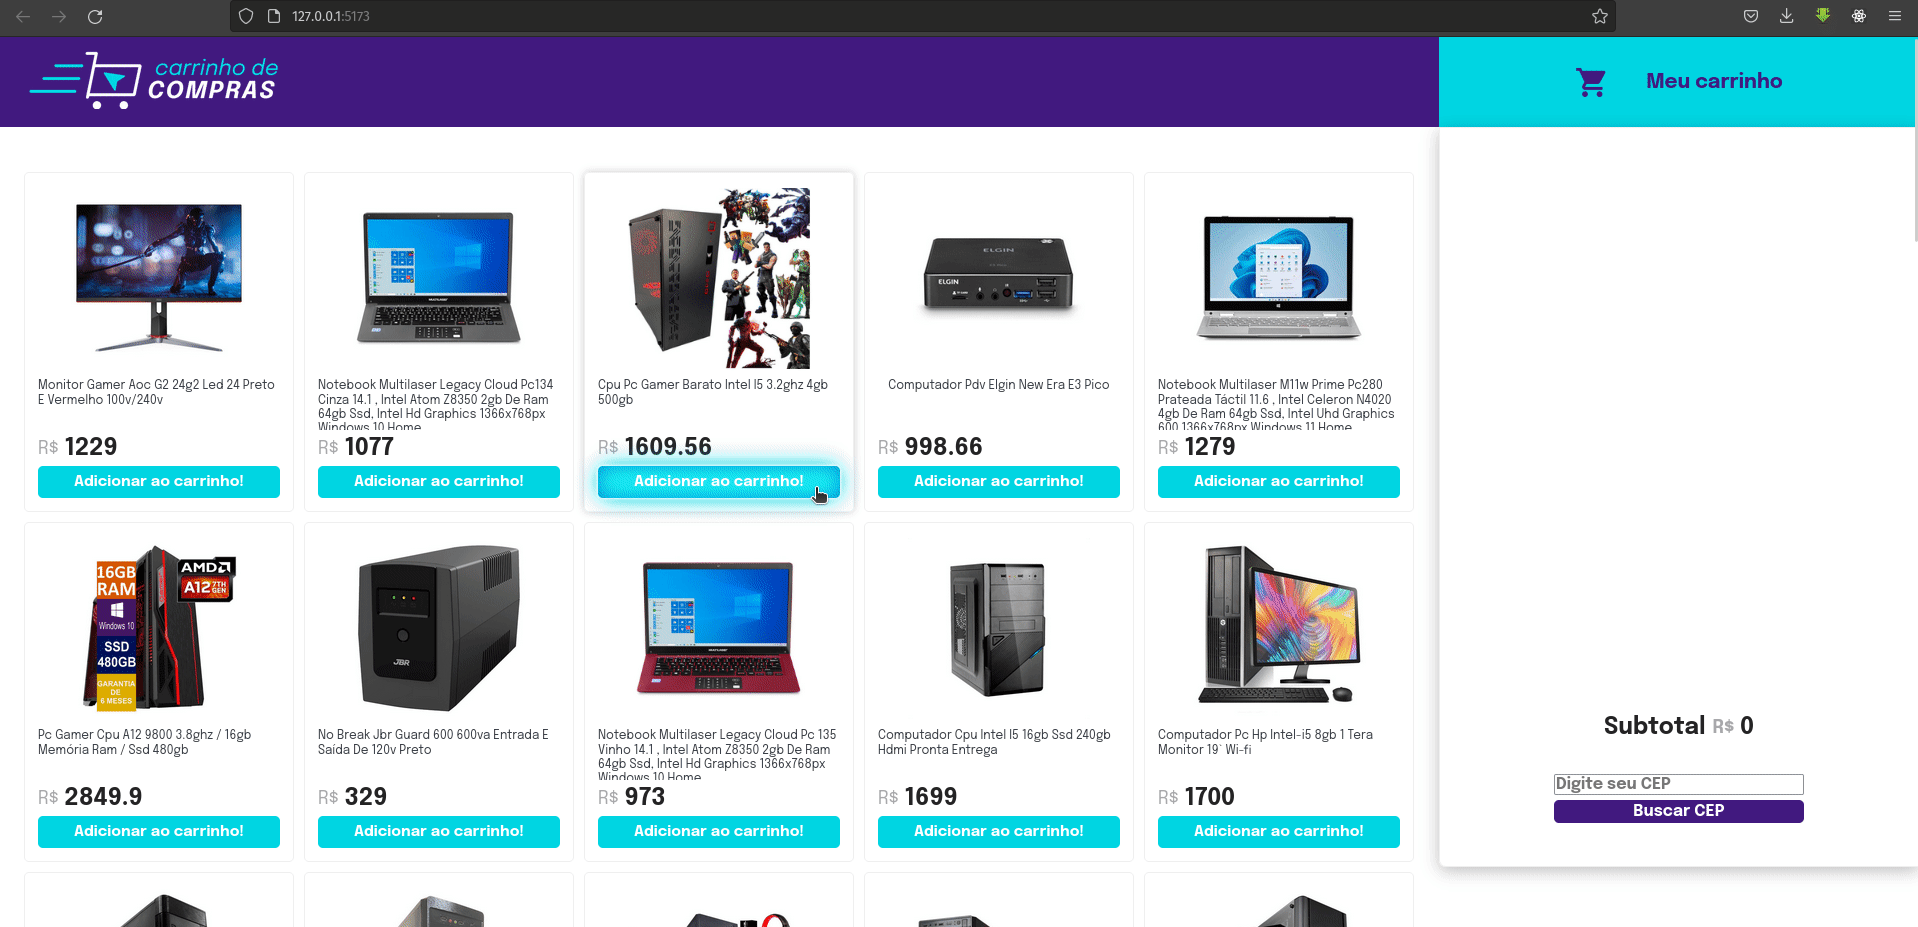 127.0.0.1:5173
carrinho de
COMPRAS
Meu carrinho
Monitor Gamer Aoc G2 24g2 Led 24 Preto
E Vermelho 100v/240v
R$ 1229
Adicionar ao carrinho!
Notebook Multilaser Legacy Cloud Pc134
Cinza 14.1 , Intel Atom Z8350 2gb De Ram
64gb Ssd, Intel Hd Graphics 1366x768px
Windows 10 Home
R$ 1077
Adicionar ao carrinho!
Cpu Pc Gamer Barato Intel I5 3.2ghz 4gb
500gb
R$ 1609.56
Adicionar ao carrinho!
ELGIN
ELGIN
Computador Pdv Elgin New Era E3 Pico
R$ 998.66
Adicionar ao carrinho!
Notebook Multilaser M11w Prime Pc280
Prateada Táctil 11.6 , Intel Celeron N4020
4gb De Ram 64gb Ssd, Intel Uhd Graphics
600 1366x768px Windows 11 Home
R$ 1279
Adicionar ao carrinho!
16GB
RAM
Windows 10
SSD
480GB
GARANTIA
DE
6 MESES
AMD
A12 7TH
GEN
Pc Gamer Cpu A12 9800 3.8ghz / 16gb
Memória Ram / Ssd 480gb
R$ 2849.9
Adicionar ao carrinho!
JBR
No Break Jbr Guard 600 600va Entrada E
Saída De 120v Preto
R$ 329
Adicionar ao carrinho!
Notebook Multilaser Legacy Cloud Pc 135
Vinho 14.1 , Intel Atom Z8350 2gb De Ram
64gb Ssd, Intel Hd Graphics 1366x768px
Windows 10 Home
R$ 973
Adicionar ao carrinho!
Computador Cpu Intel I5 16gb Ssd 240gb
Hdmi Pronta Entrega
R$ 1699
Adicionar ao carrinho!
Computador Pc Hp Intel-i5 8gb 1 Tera
Monitor 19` Wi-fi
R$ 1700
Adicionar ao carrinho!
Subtotal R$ 0
Digite seu CEP
Buscar CEP